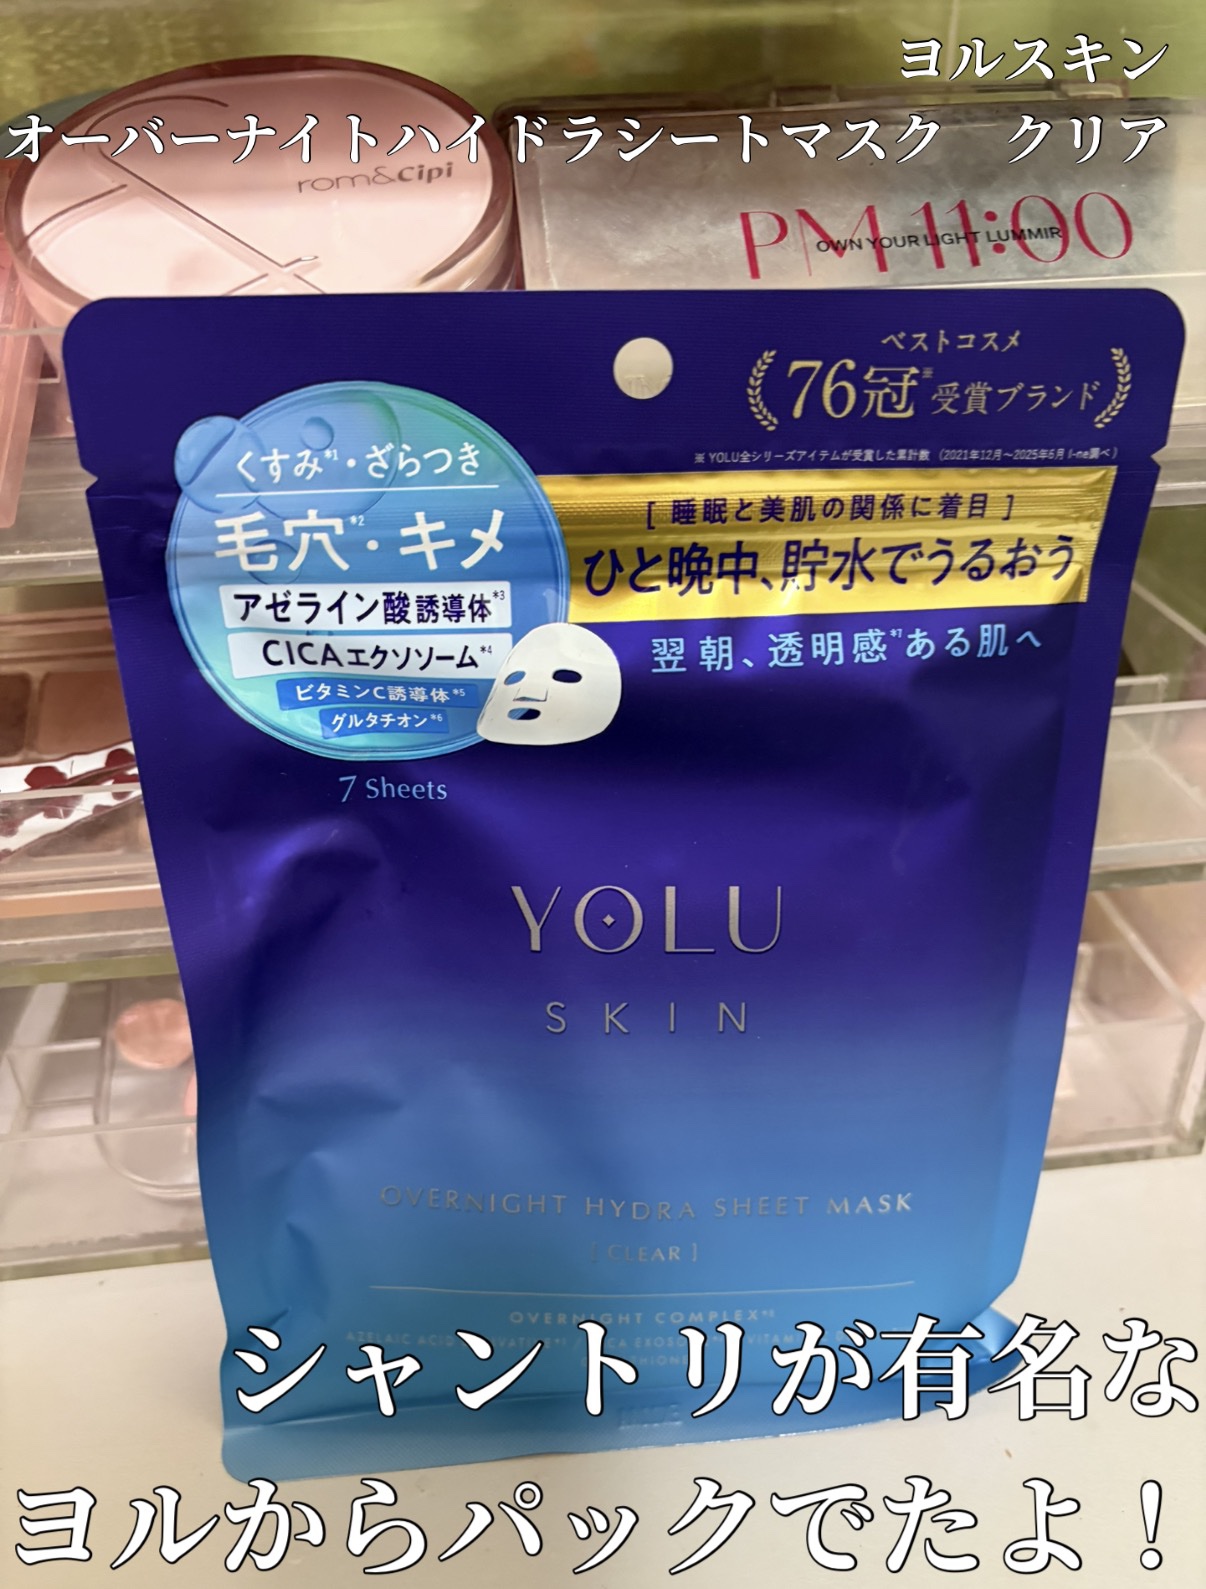 ヨルスキン
オーバーナイトハイドラシートマスク　クリア
rom&Cipi
PM 11:00
OWN YOUR LIGHT LUMMIR
ベストコスメ
76冠※受賞ブランド
※ YOLU全シリーズアイテムが受賞した累計数（2021年12月〜2025年6月 I-ne調べ）
くすみ*1・ざらつき
毛穴*2・キメ
アゼライン酸誘導体*3
CICAエクソソーム*4
ビタミンC誘導体*5
グルタチオン*6
7 Sheets
[ 睡眠と美肌の関係に着目 ]
ひと晩中、貯水でうるおう
翌朝、透明感*7ある肌へ
YOLU
SKIN
OVERNIGHT HYDRA SHEET MASK
[ CLEAR ]
OVERNIGHT COMPLEX*8
AZELAIC ACID
シャントリが有名な
ヨルからパックでたよ！